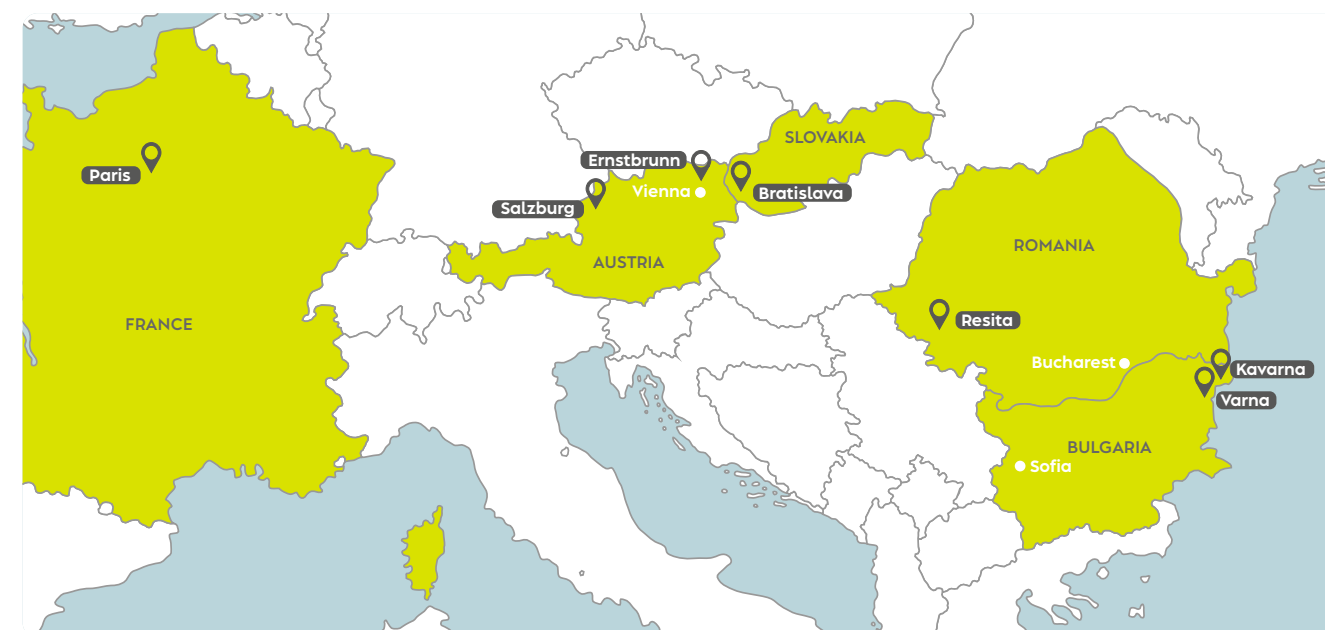 SLOVAKIA
Ernstbrunn
Paris
Vienna
Bratislava
Salzburg
ROMANIA
AUSTRIA
Resita
FRANCE
Bucharest
Kavarna
Varna
BULGARIA
Sofia